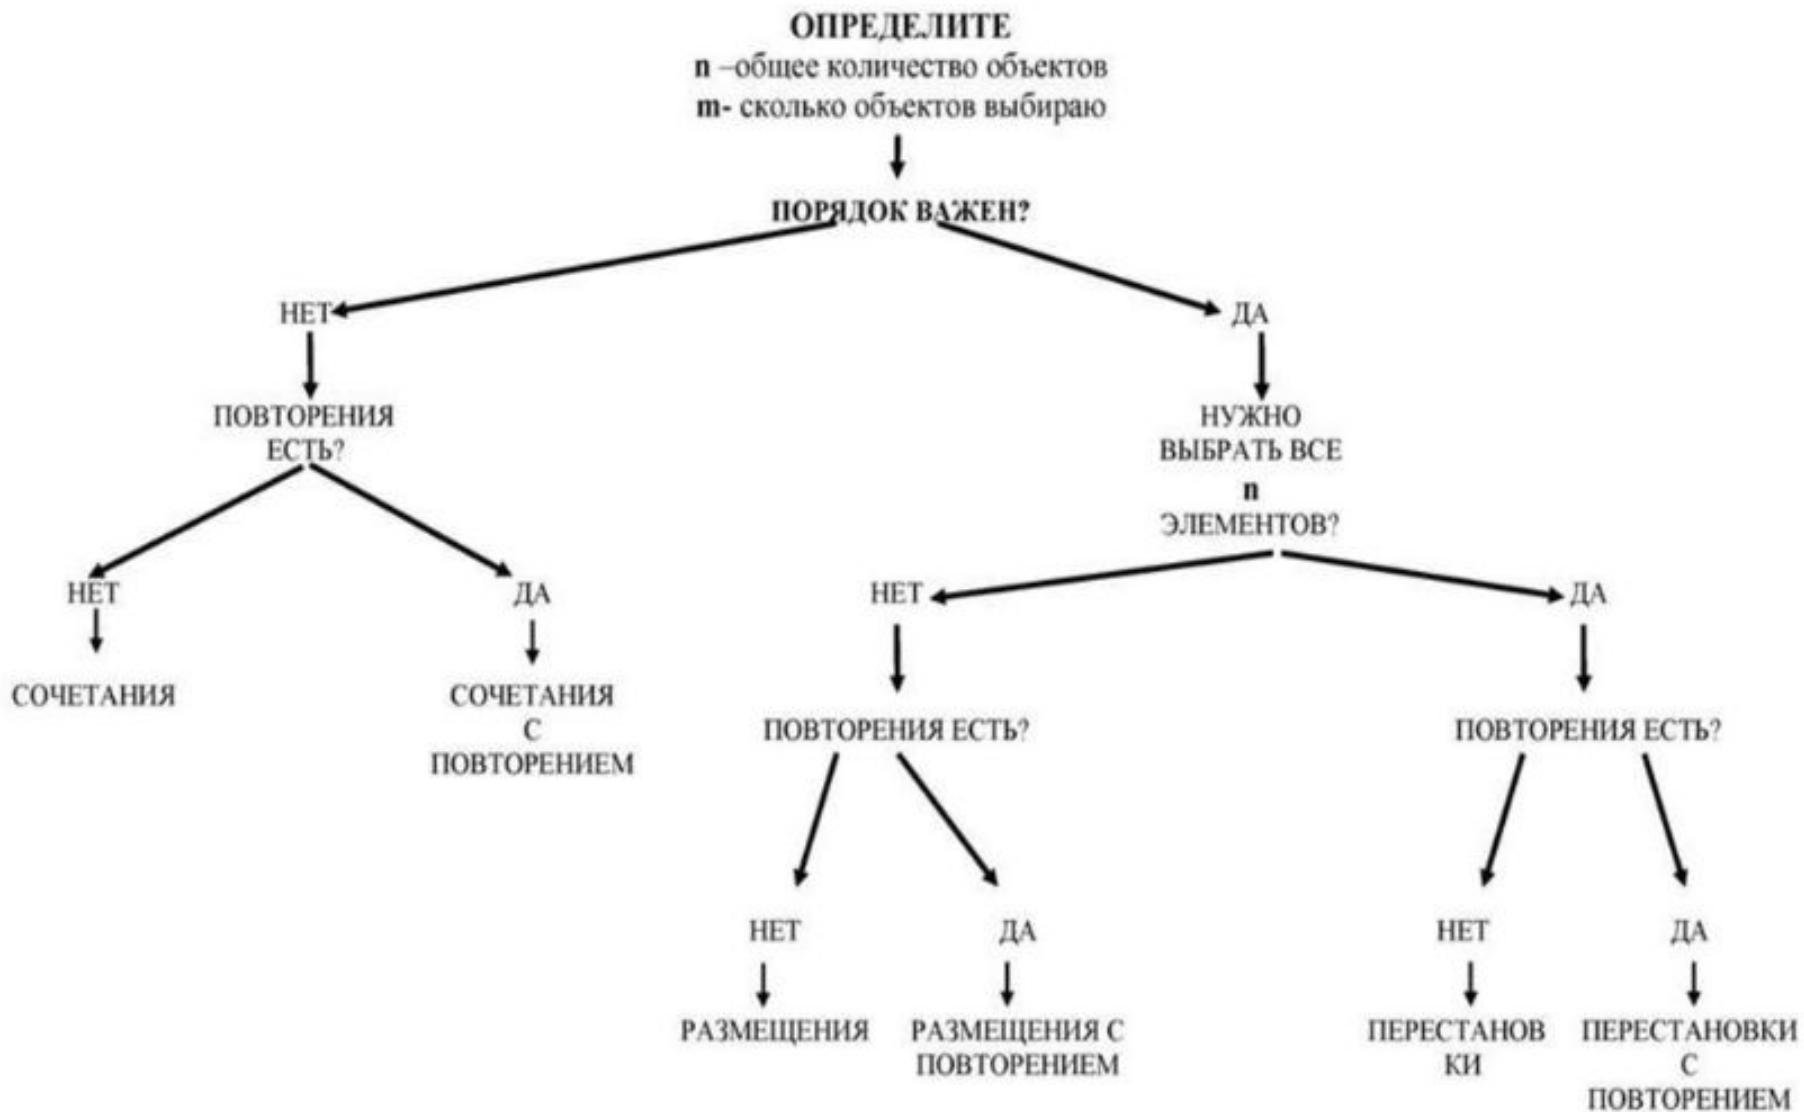 ОПРЕДЕЛИТЕ
n –общее количество объектов
m- сколько объектов выбираю
ПОРЯДОК ВАЖЕН?
НЕТ
ДА
ПОВТОРЕНИЯ
ЕСТЬ?
НУЖНО
ВЫБРАТЬ ВСЕ
n
ЭЛЕМЕНТОВ?
НЕТ
ДА
НЕТ
ДА
СОЧЕТАНИЯ
СОЧЕТАНИЯ
С
ПОВТОРЕНИЕМ
ПОВТОРЕНИЯ ЕСТЬ?
ПОВТОРЕНИЯ ЕСТЬ?
НЕТ
ДА
НЕТ
ДА
РАЗМЕЩЕНИЯ
РАЗМЕЩЕНИЯ С
ПОВТОРЕНИЕМ
ПЕРЕСТАНОВ
КИ
ПЕРЕСТАНОВКИ
С
ПОВТОРЕНИЕМ